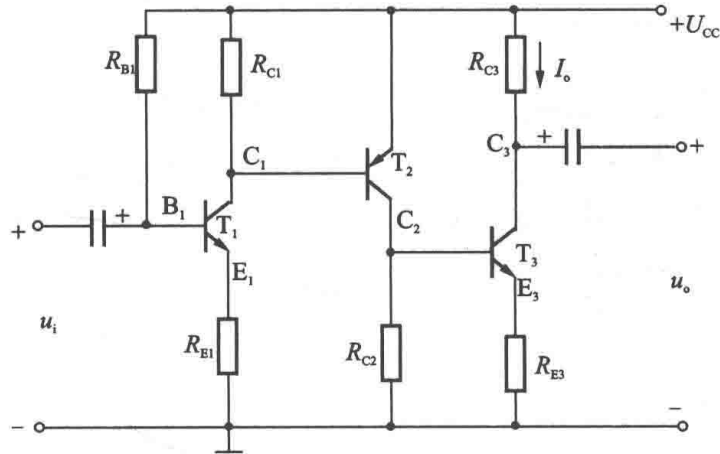 +U_CC
R_B1
R_C1
R_C3
I_o
C_1
T_2
C_3
+
+
+
+
B_1
T_1
C_2
E_1
T_3
E_3
u_i
u_o
R_E1
R_C2
R_E3
−
−